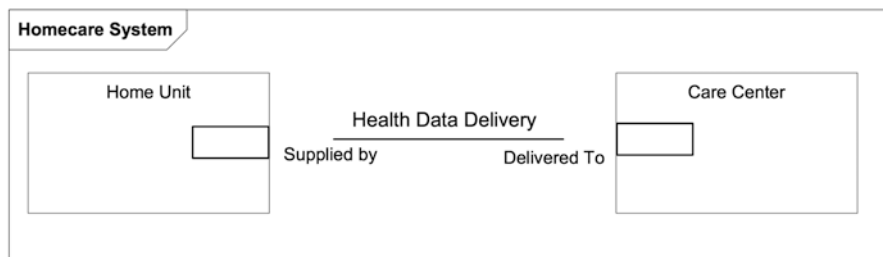 Homecare System
Home Unit
Care Center
Health Data Delivery
Supplied by
Delivered To